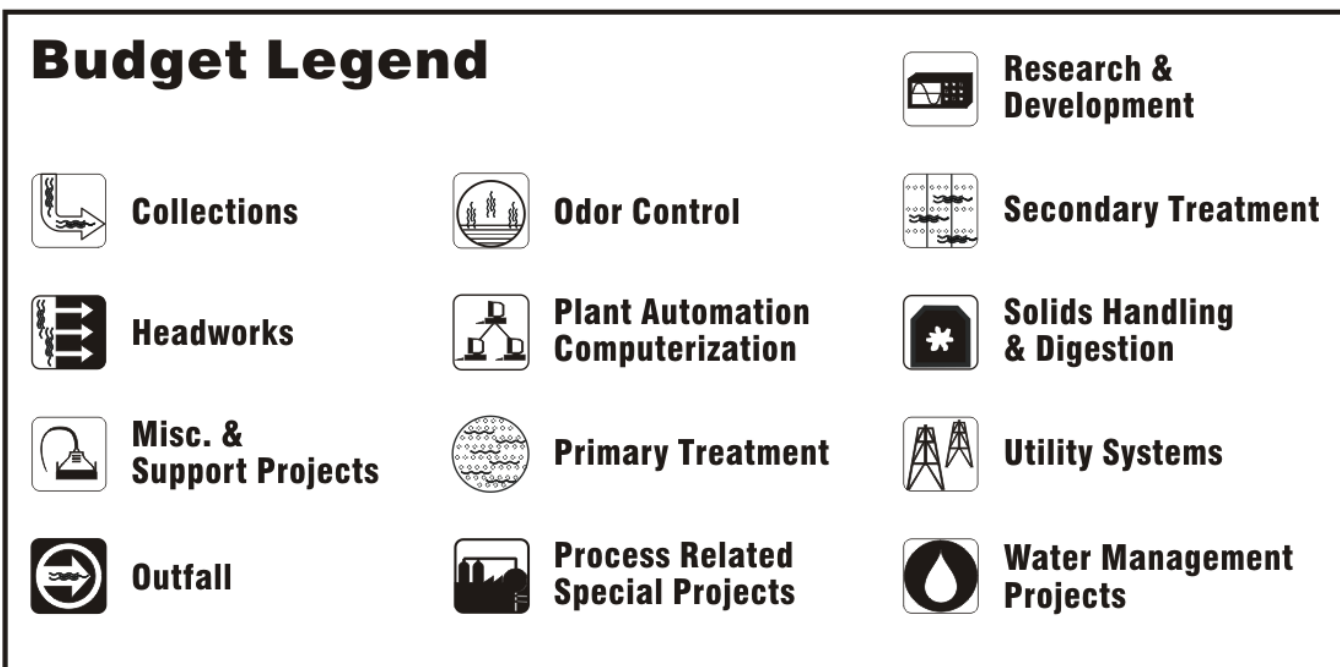 Budget Legend
Collections
Headworks
Misc. &
Support Projects
Outfall
Odor Control
Plant Automation
Computerization
Primary Treatment
Process Related
Special Projects
Research &
Development
Secondary Treatment
Solids Handling
& Digestion
Utility Systems
Water Management
Projects